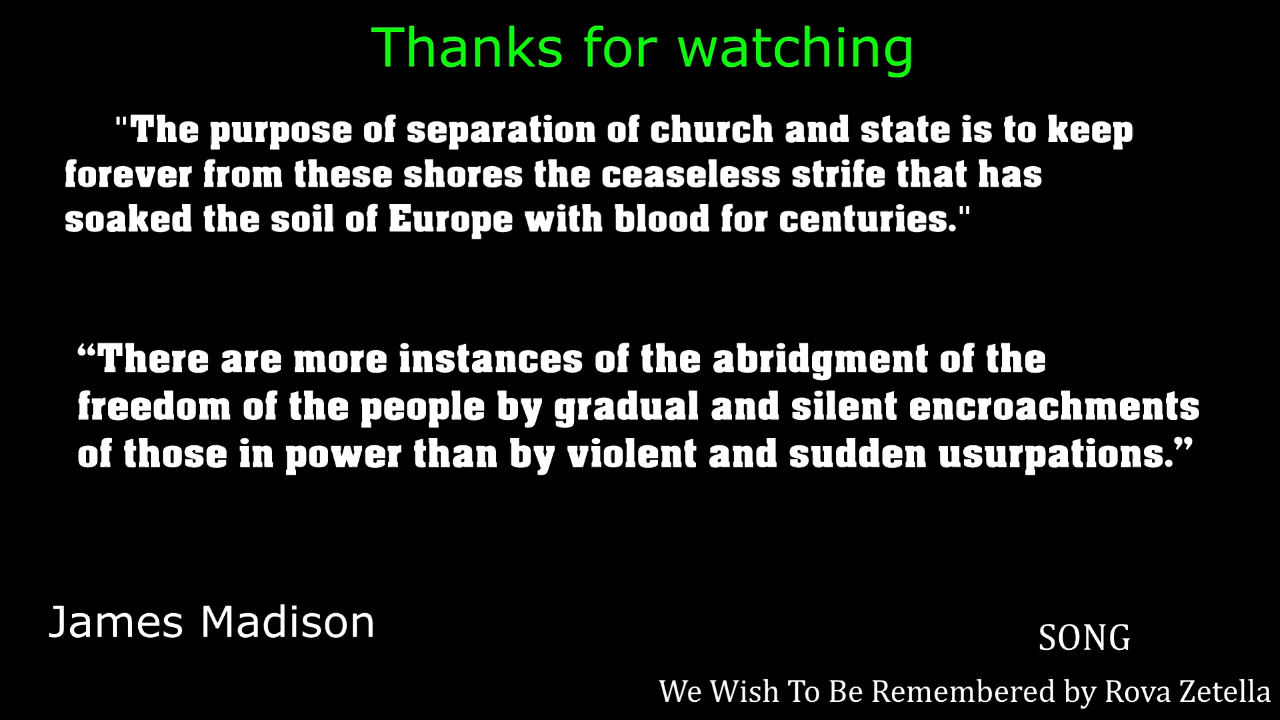 Thanks for watching
"The purpose of separation of church and state is to keep
forever from these shores the ceaseless strife that has
soaked the soil of Europe with blood for centuries."
“There are more instances of the abridgment of the
freedom of the people by gradual and silent encroachments
of those in power than by violent and sudden usurpations.”
James Madison
SONG
We Wish To Be Remembered by Rova Zetella